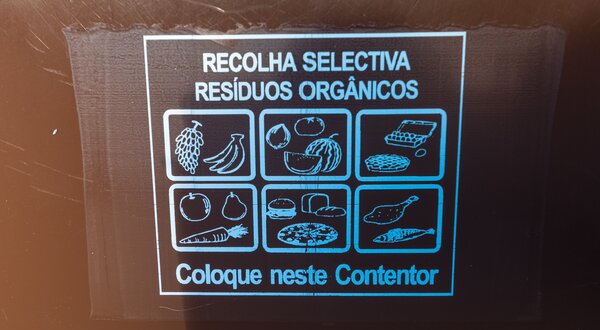 RECOLHA SELECTIVA
RESÍDUOS ORGÂNICOS
Coloque neste Contentor